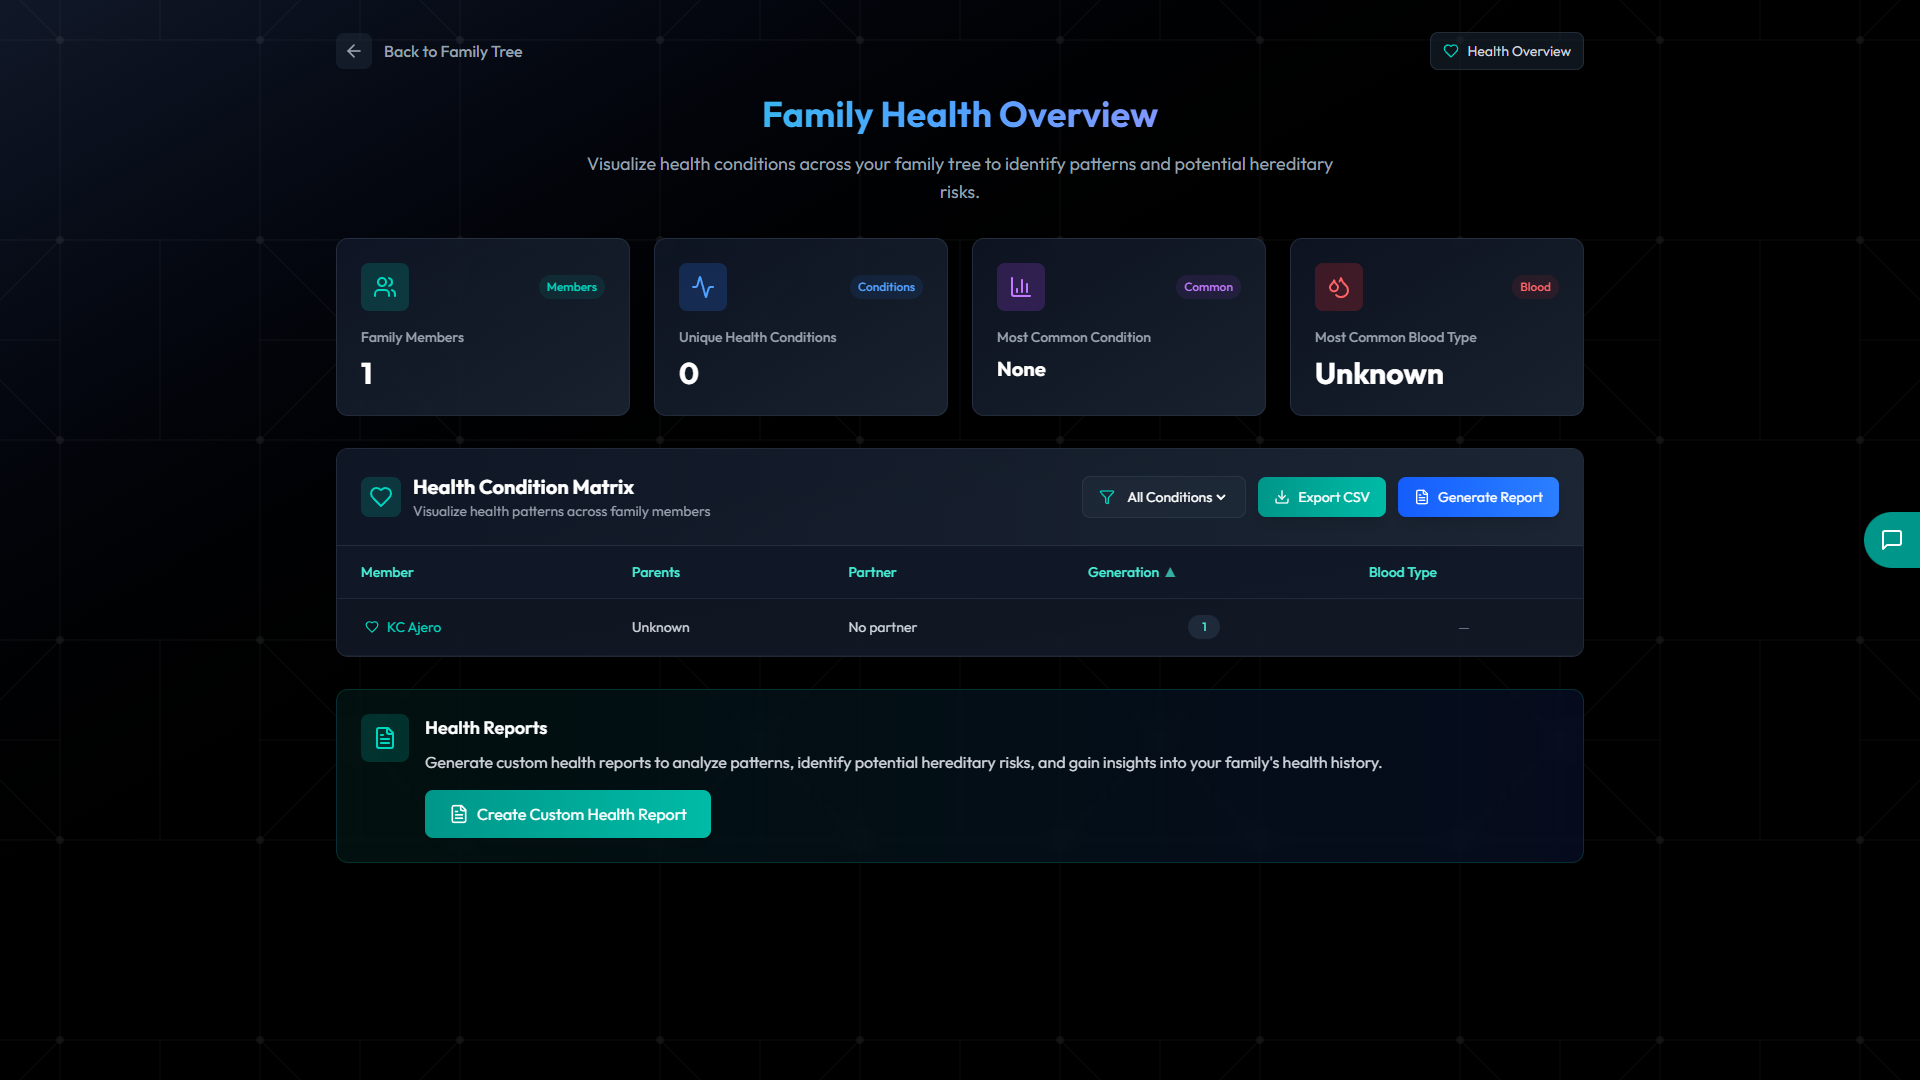 Back to Family Tree
Health Overview
Family Health Overview
Visualize health conditions across your family tree to identify patterns and potential hereditary
risks.
Members
Family Members
1
Conditions
Unique Health Conditions
0
Common
Most Common Condition
None
Blood
Most Common Blood Type
Unknown
Health Condition Matrix
Visualize health patterns across family members
All Conditions
Export CSV
Generate Report
Member Parents Partner Generation ▲ Blood Type
KC Ajero Unknown No partner 1 —
Health Reports
Generate custom health reports to analyze patterns, identify potential hereditary risks, and gain insights into your family's health history.
Create Custom Health Report